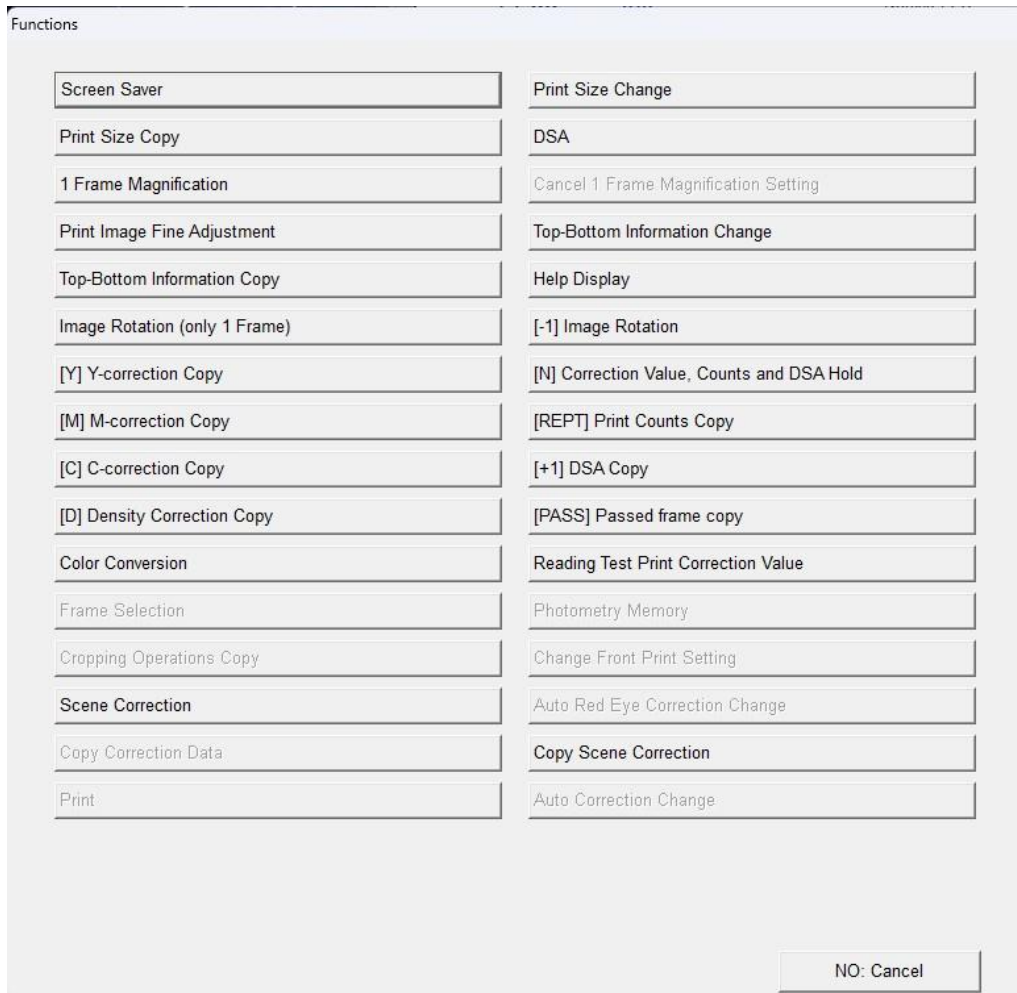 Functions
Screen Saver
Print Size Change
Print Size Copy
DSA
1 Frame Magnification
Cancel 1 Frame Magnification Setting
Print Image Fine Adjustment
Top-Bottom Information Change
Top-Bottom Information Copy
Help Display
Image Rotation (only 1 Frame)
[-1] Image Rotation
[Y] Y-correction Copy
[N] Correction Value, Counts and DSA Hold
[M] M-correction Copy
[REPT] Print Counts Copy
[C] C-correction Copy
[+1] DSA Copy
[D] Density Correction Copy
[PASS] Passed frame copy
Color Conversion
Reading Test Print Correction Value
Frame Selection
Photometry Memory
Cropping Operations Copy
Change Front Print Setting
Scene Correction
Auto Red Eye Correction Change
Copy Correction Data
Copy Scene Correction
Print
Auto Correction Change
NO: Cancel